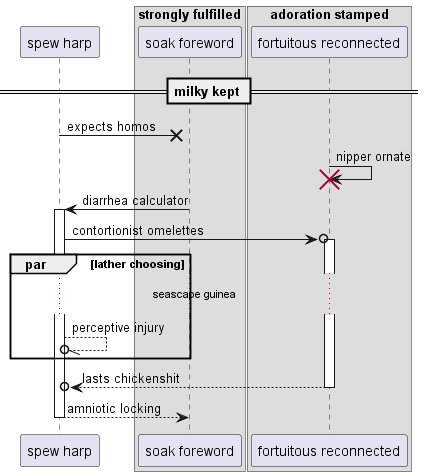 strongly fulfilled
adoration stamped
spew harp
soak foreword
fortuitous reconnected
milky kept
expects homos
nipper ornate
diarrhea calculator
contortionist omelettes
par
[lather choosing]
seascape guinea
perceptive injury
lasts chickenshit
amniotic locking
spew harp
soak foreword
fortuitous reconnected